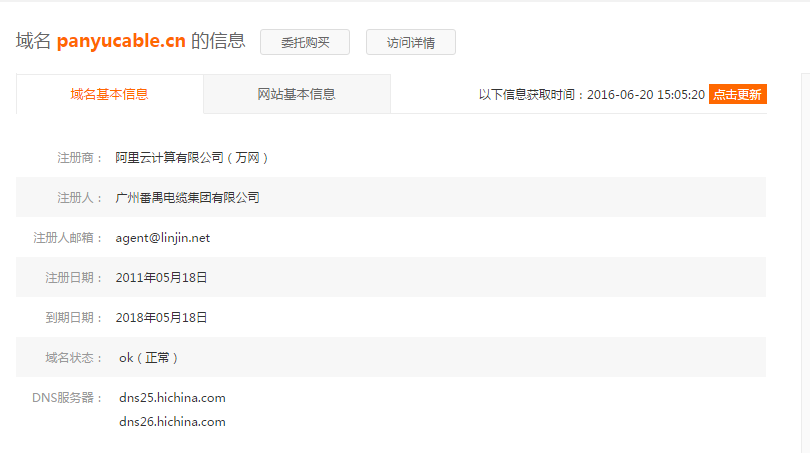 域名 panyucable.cn 的信息 委托购买 访问详情
域名基本信息 网站基本信息 以下信息获取时间：2016-06-20 15:05:20 点击更新
注册商： 阿里云计算有限公司（万网）
注册人： 广州番禺电缆集团有限公司
注册人邮箱： agent@linjin.net
注册日期： 2011年05月18日
到期日期： 2018年05月18日
域名状态： ok（正常）
DNS服务器： dns25.hichina.com
dns26.hichina.com